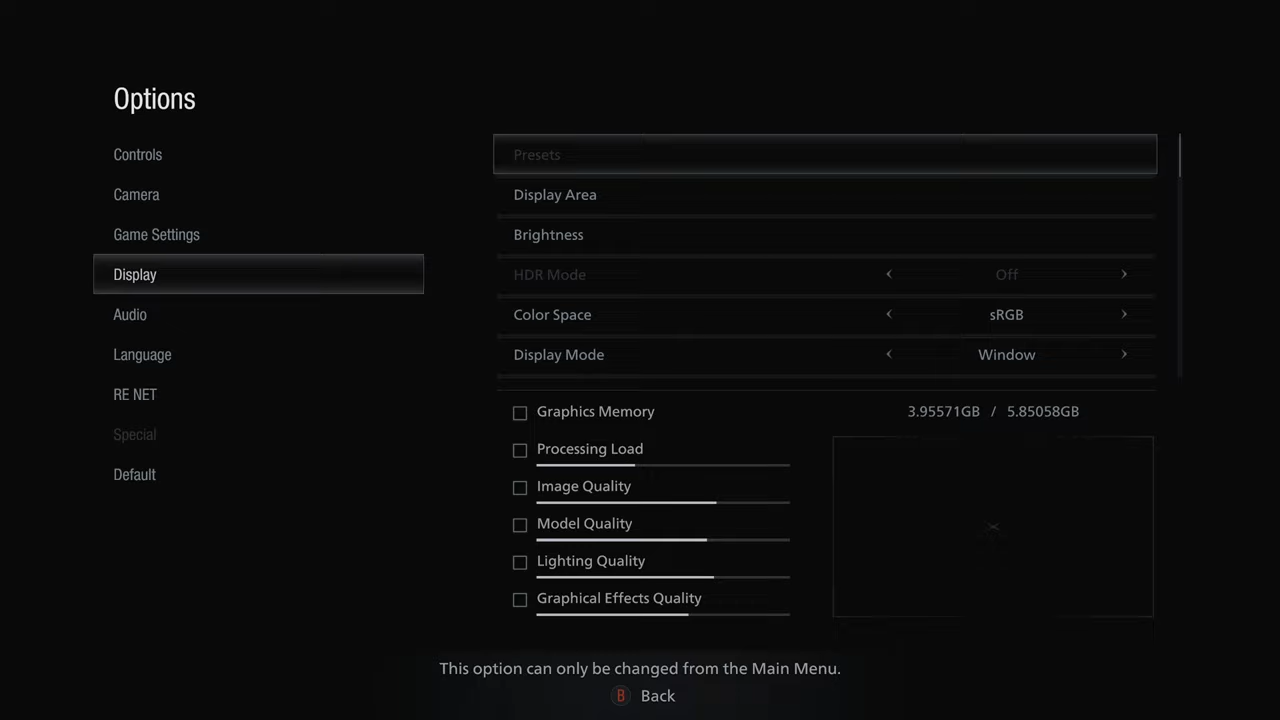 Options
Controls
Camera
Game Settings
Display
Audio
Language
RE NET
Special
Default
Presets
Display Area
Brightness
HDR Mode < Off >
Color Space < sRGB >
Display Mode < Window >
Graphics Memory 3.95571GB / 5.85058GB
Processing Load
Image Quality
Model Quality
Lighting Quality
Graphical Effects Quality
This option can only be changed from the Main Menu.
B Back